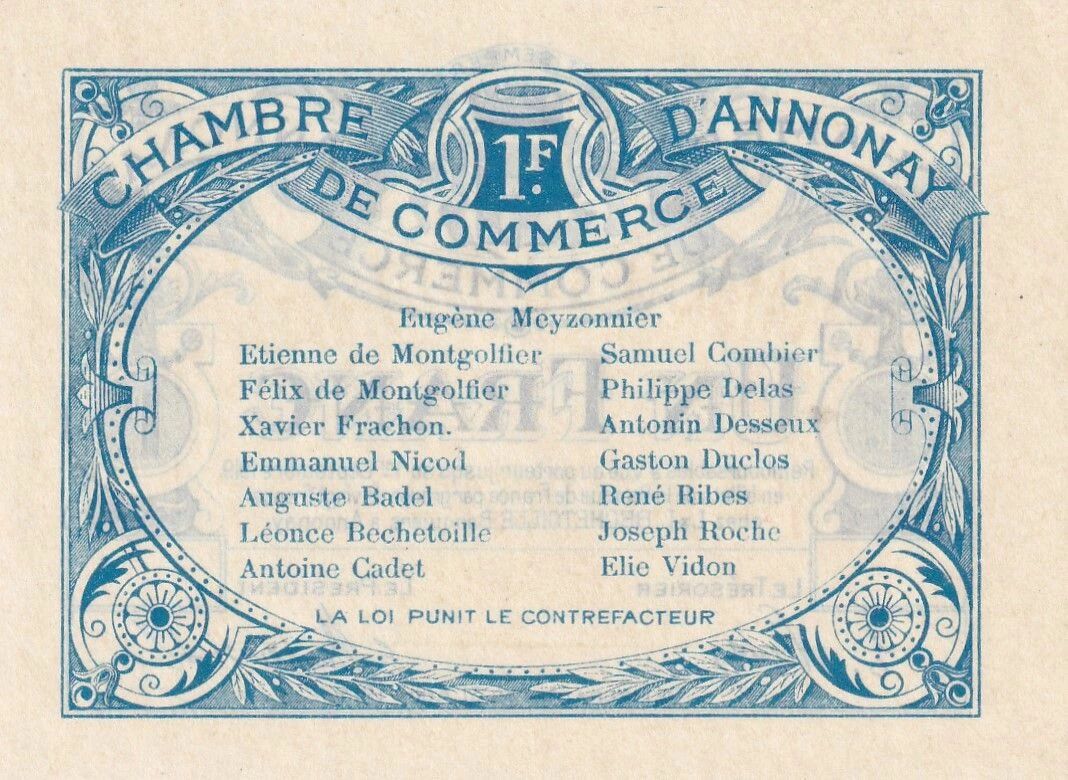 CHAMBRE D'ANNONAY
1F.
DE COMMERCE
Eugène Meyzonnier
Etienne de Montgolfier
Félix de Montgolfier
Xavier Frachon.
Emmanuel Nicod
Auguste Badel
Léonce Bechetoille
Antoine Cadet
Samuel Combier
Philippe Delas
Antonin Desseux
Gaston Duclos
René Ribes
Joseph Roche
Elie Vidon
LA LOI PUNIT LE CONTREFACTEUR